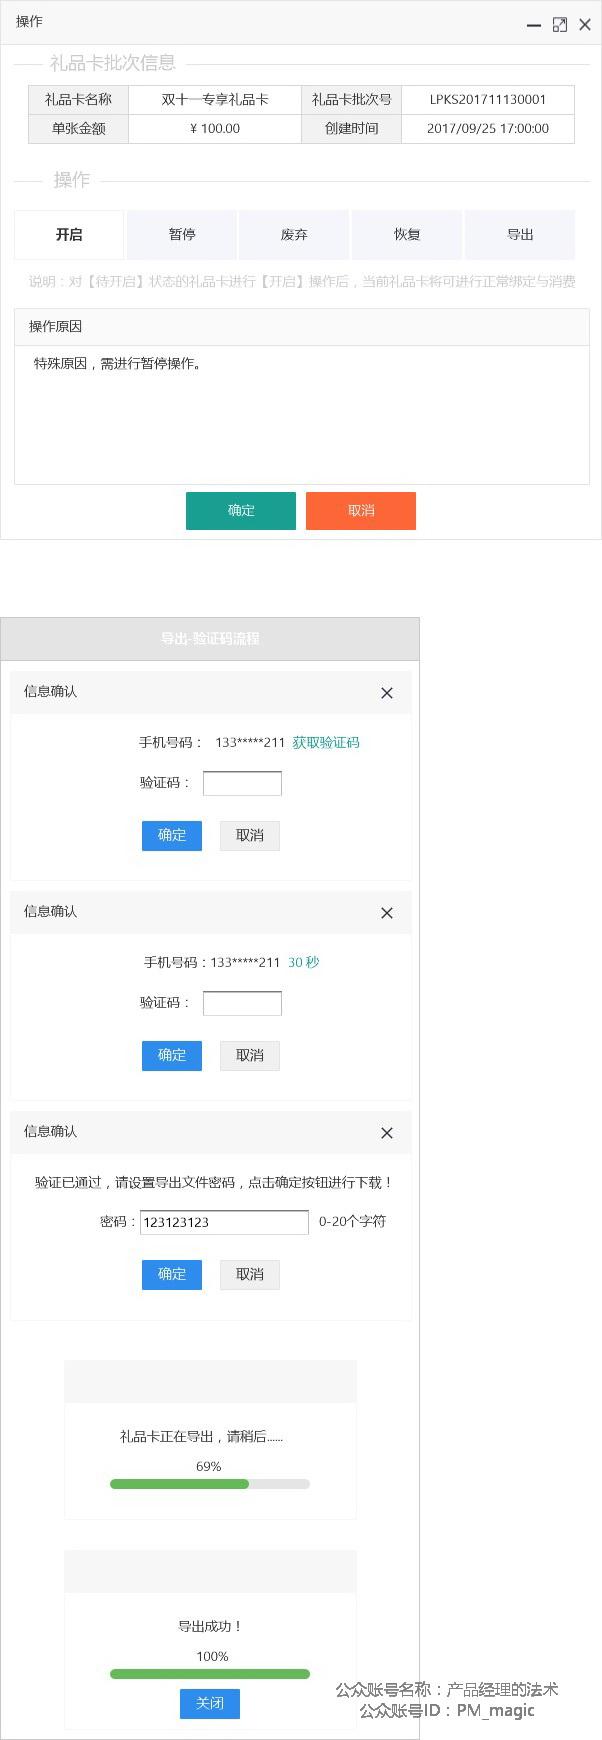 操作
礼品卡批次信息
礼品卡名称 双十一专享礼品卡 礼品卡批次号 LPKS201711130001
单张金额 ¥ 100.00 创建时间 2017/09/25 17:00:00
操作
开启 暂停 废弃 恢复 导出
说明：对【待开启】状态的礼品卡进行【开启】操作后，当前礼品卡将可进行正常绑定与消费
操作原因
特殊原因，需进行暂停操作。
确定 取消
导出-验证码流程
信息确认
手机号码： 133*****211 获取验证码
验证码：
确定 取消
信息确认
手机号码：133*****211 30 秒
验证码：
确定 取消
信息确认
验证已通过，请设置导出文件密码，点击确定按钮进行下载！
密码：123123123 0-20个字符
确定 取消
礼品卡正在导出，请稍后......
69%
导出成功！
100%
关闭
公众账号名称：产品经理的法术
公众账号ID：PM_magic